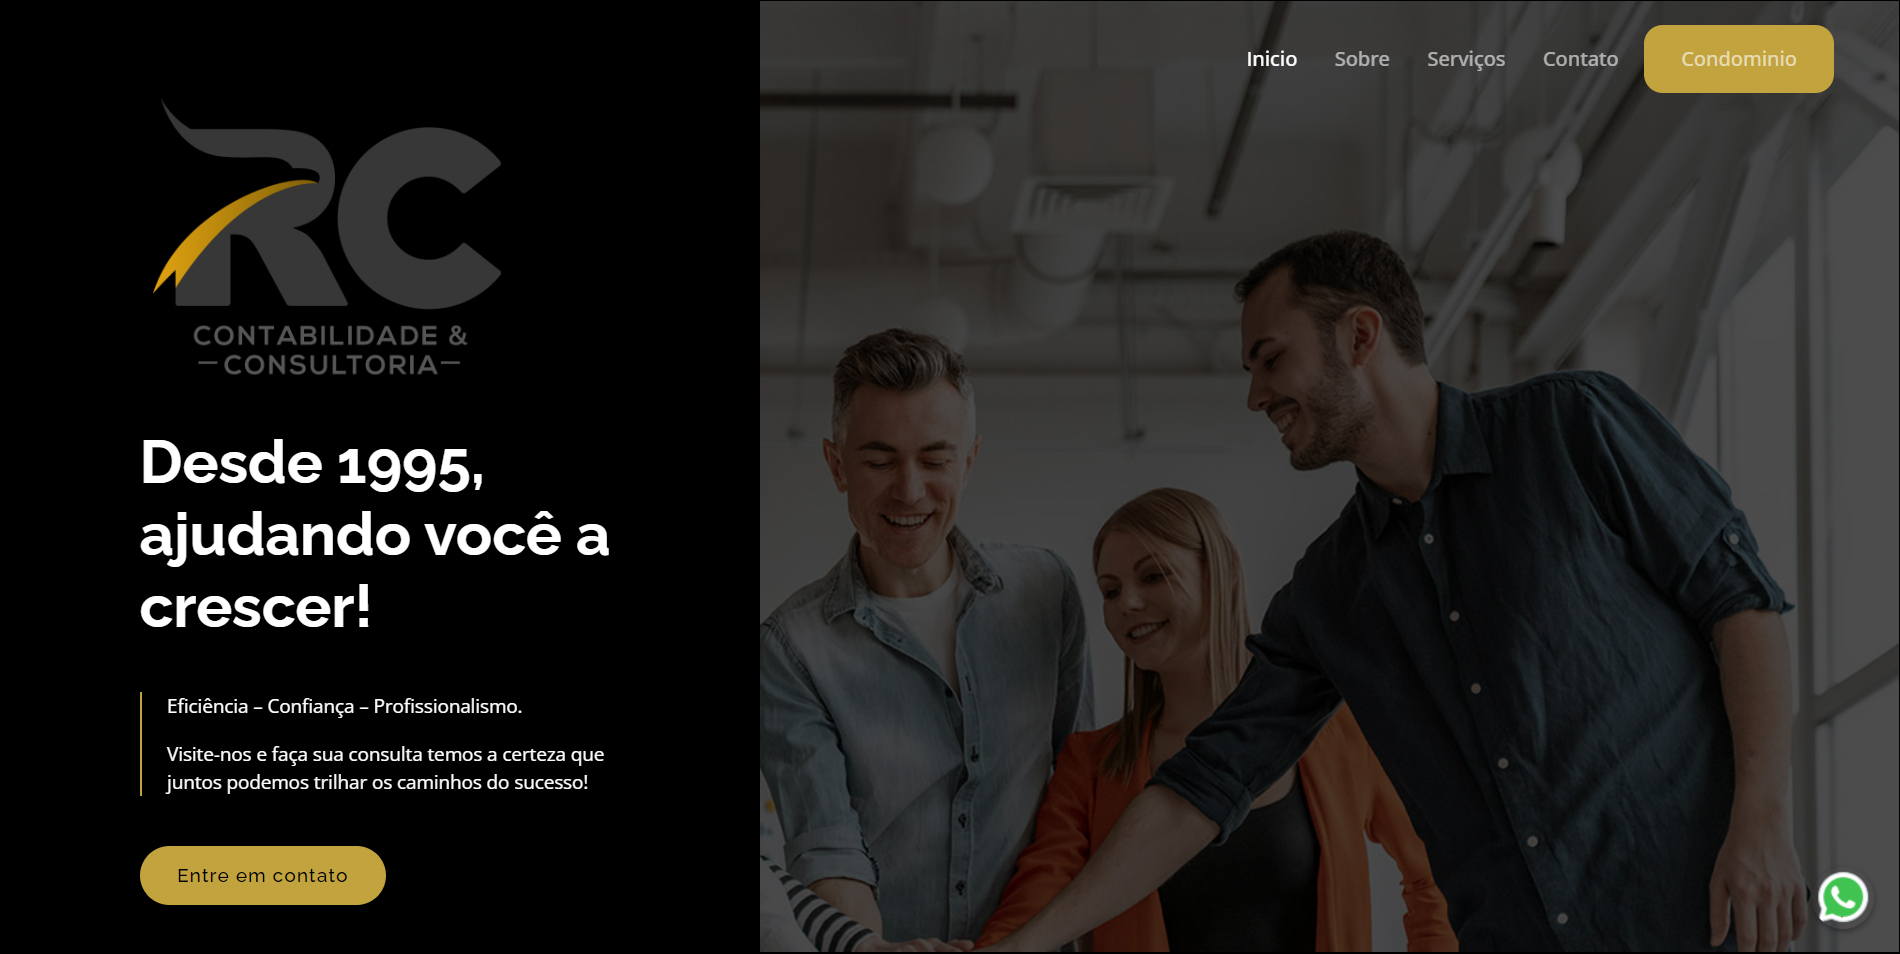 Inicio Sobre Serviços Contato Condominio
RC
CONTABILIDADE &
CONSULTORIA
Desde 1995,
ajudando você a
crescer!
Eficiência – Confiança – Profissionalismo.
Visite-nos e faça sua consulta temos a certeza que
juntos podemos trilhar os caminhos do sucesso!
Entre em contato